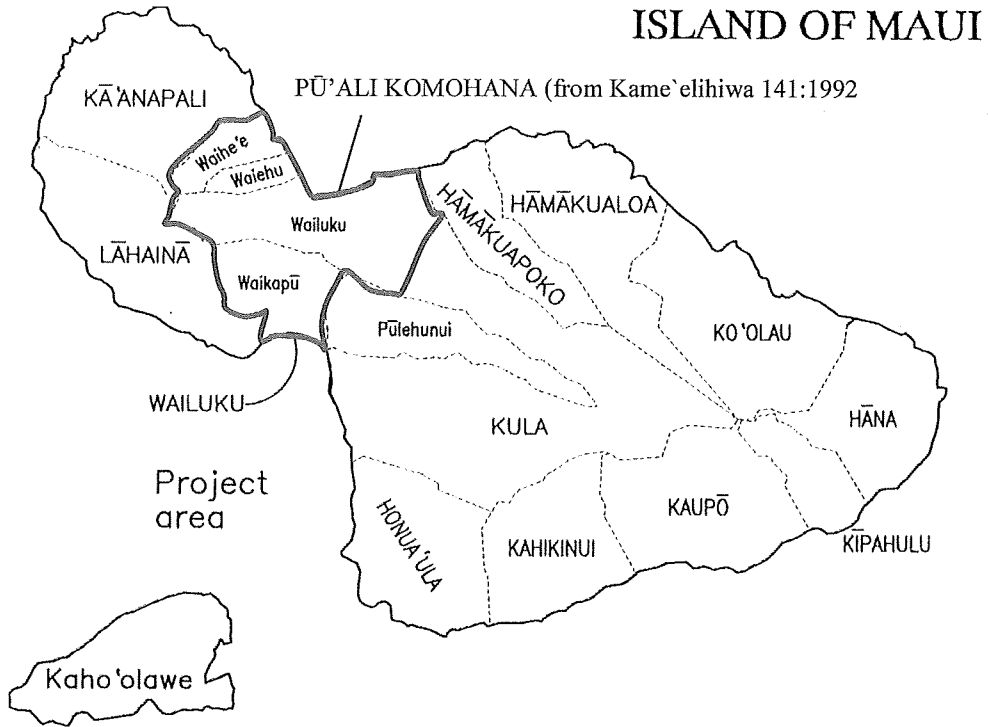 ISLAND OF MAUI
PŪ'ALI KOMOHANA (from Kame`elihiwa 141:1992
KĀ'ANAPALI
Waihe'e
Waiehu
Wailuku
HĀMĀKUAPOKO
HĀMĀKUALOA
LĀHAINĀ
Waikapū
Pūlehunui
KO'OLAU
WAILUKU
KULA
HĀNA
Project
area
HONUA'ULA
KAHIKINUI
KAUPŌ
KĪPAHULU
Kaho'olawe